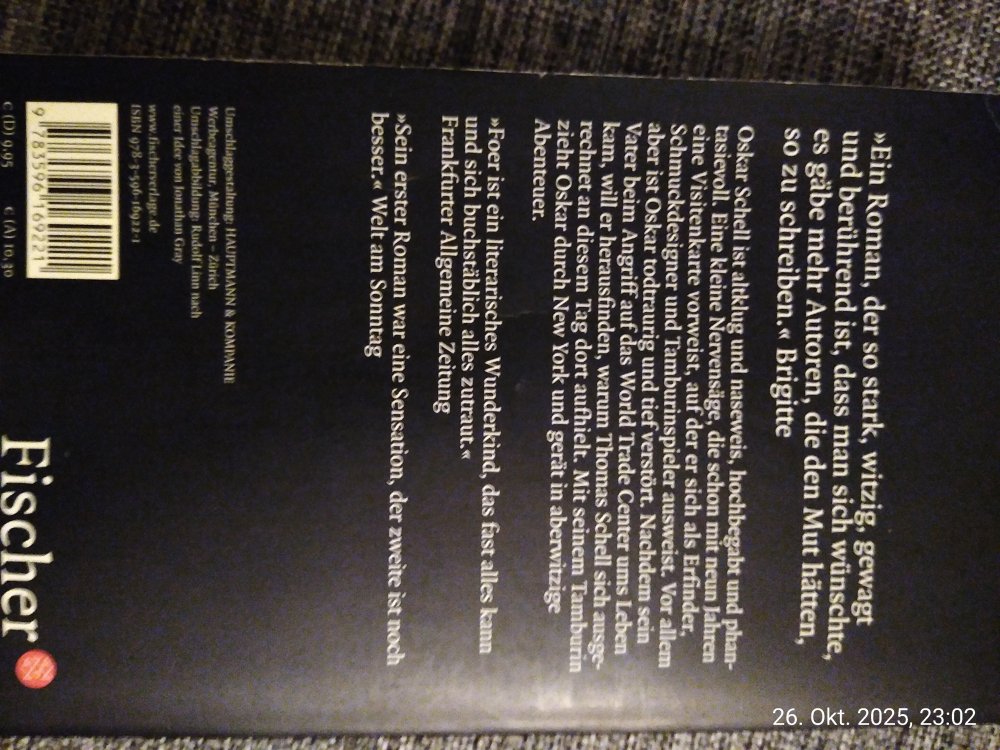 »Ein Roman, der so stark, witzig, gewagt
und berührend ist, dass man sich wünschte,
es gäbe mehr Autoren, die den Mut hätten,
so zu schreiben.« Brigitte
Oskar Schell ist altklug und naseweis, hochbegabt und phan-
tasievoll. Eine kleine Nervensäge, die schon mit neun Jahren
eine Visitenkarte vorweist, auf der er sich als Erfinder,
Schmuckdesigner und Tamburinspieler ausweist. Vor allem
aber ist Oskar todtraurig und tief verstört. Nachdem sein
Vater beim Angriff auf das World Trade Center ums Leben
kam, will er herausfinden, warum Thomas Schell sich ausge-
rechnet an diesem Tag dort aufhielt. Mit seinem Tamburin
zieht Oskar durch New York und gerät in aberwitzige
Abenteuer.
»Foer ist ein literarisches Wunderkind, das fast alles kann
und sich buchstäblich alles zutraut.«
Frankfurter Allgemeine Zeitung
»Sein erster Roman war eine Sensation, der zweite ist noch
besser.« Welt am Sonntag
Umschlaggestaltung: HAUPTMANN & KOMPANIE
Werbeagentur, München – Zürich
Umschlagabbildung: Rudolf Linn nach
einer Idee von Jonathan Gray
www.fischerverlage.de
ISBN 978-3-596-16922-1
9 783596 169221
€ (D) 9,95 € (A) 10,30
Fischer
26. Okt. 2025, 23:02